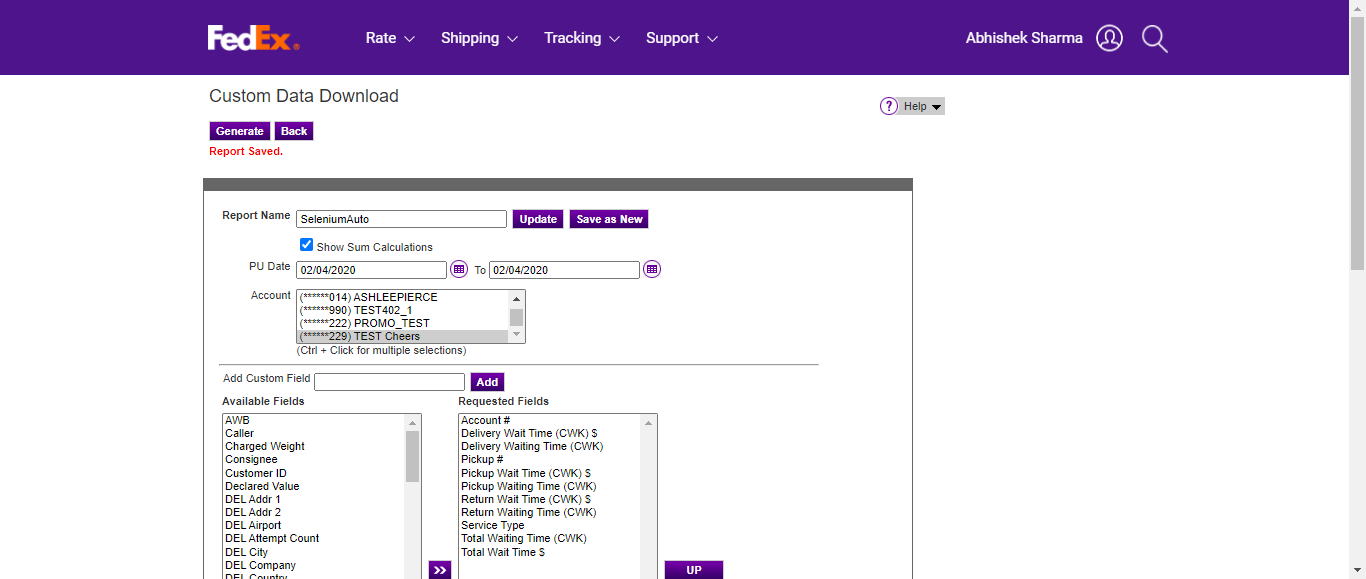 FedEx®
Rate Shipping Tracking Support Abhishek Sharma
Custom Data Download
? Help
Generate Back
Report Saved.
Report Name SeleniumAuto Update Save as New
Show Sum Calculations
PU Date 02/04/2020 To 02/04/2020
Account
(******014) ASHLEEPIERCE
(******990) TEST402_1
(******222) PROMO_TEST
(******229) TEST Cheers
(Ctrl + Click for multiple selections)
Add Custom Field Add
Available Fields
AWB
Caller
Charged Weight
Consignee
Customer ID
Declared Value
DEL Addr 1
DEL Addr 2
DEL Airport
DEL Attempt Count
DEL City
DEL Company
DEL Country
>>
Requested Fields
Account #
Delivery Wait Time (CWK) $
Delivery Waiting Time (CWK)
Pickup #
Pickup Wait Time (CWK) $
Pickup Waiting Time (CWK)
Return Wait Time (CWK) $
Return Waiting Time (CWK)
Service Type
Total Waiting Time (CWK)
Total Wait Time $
UP